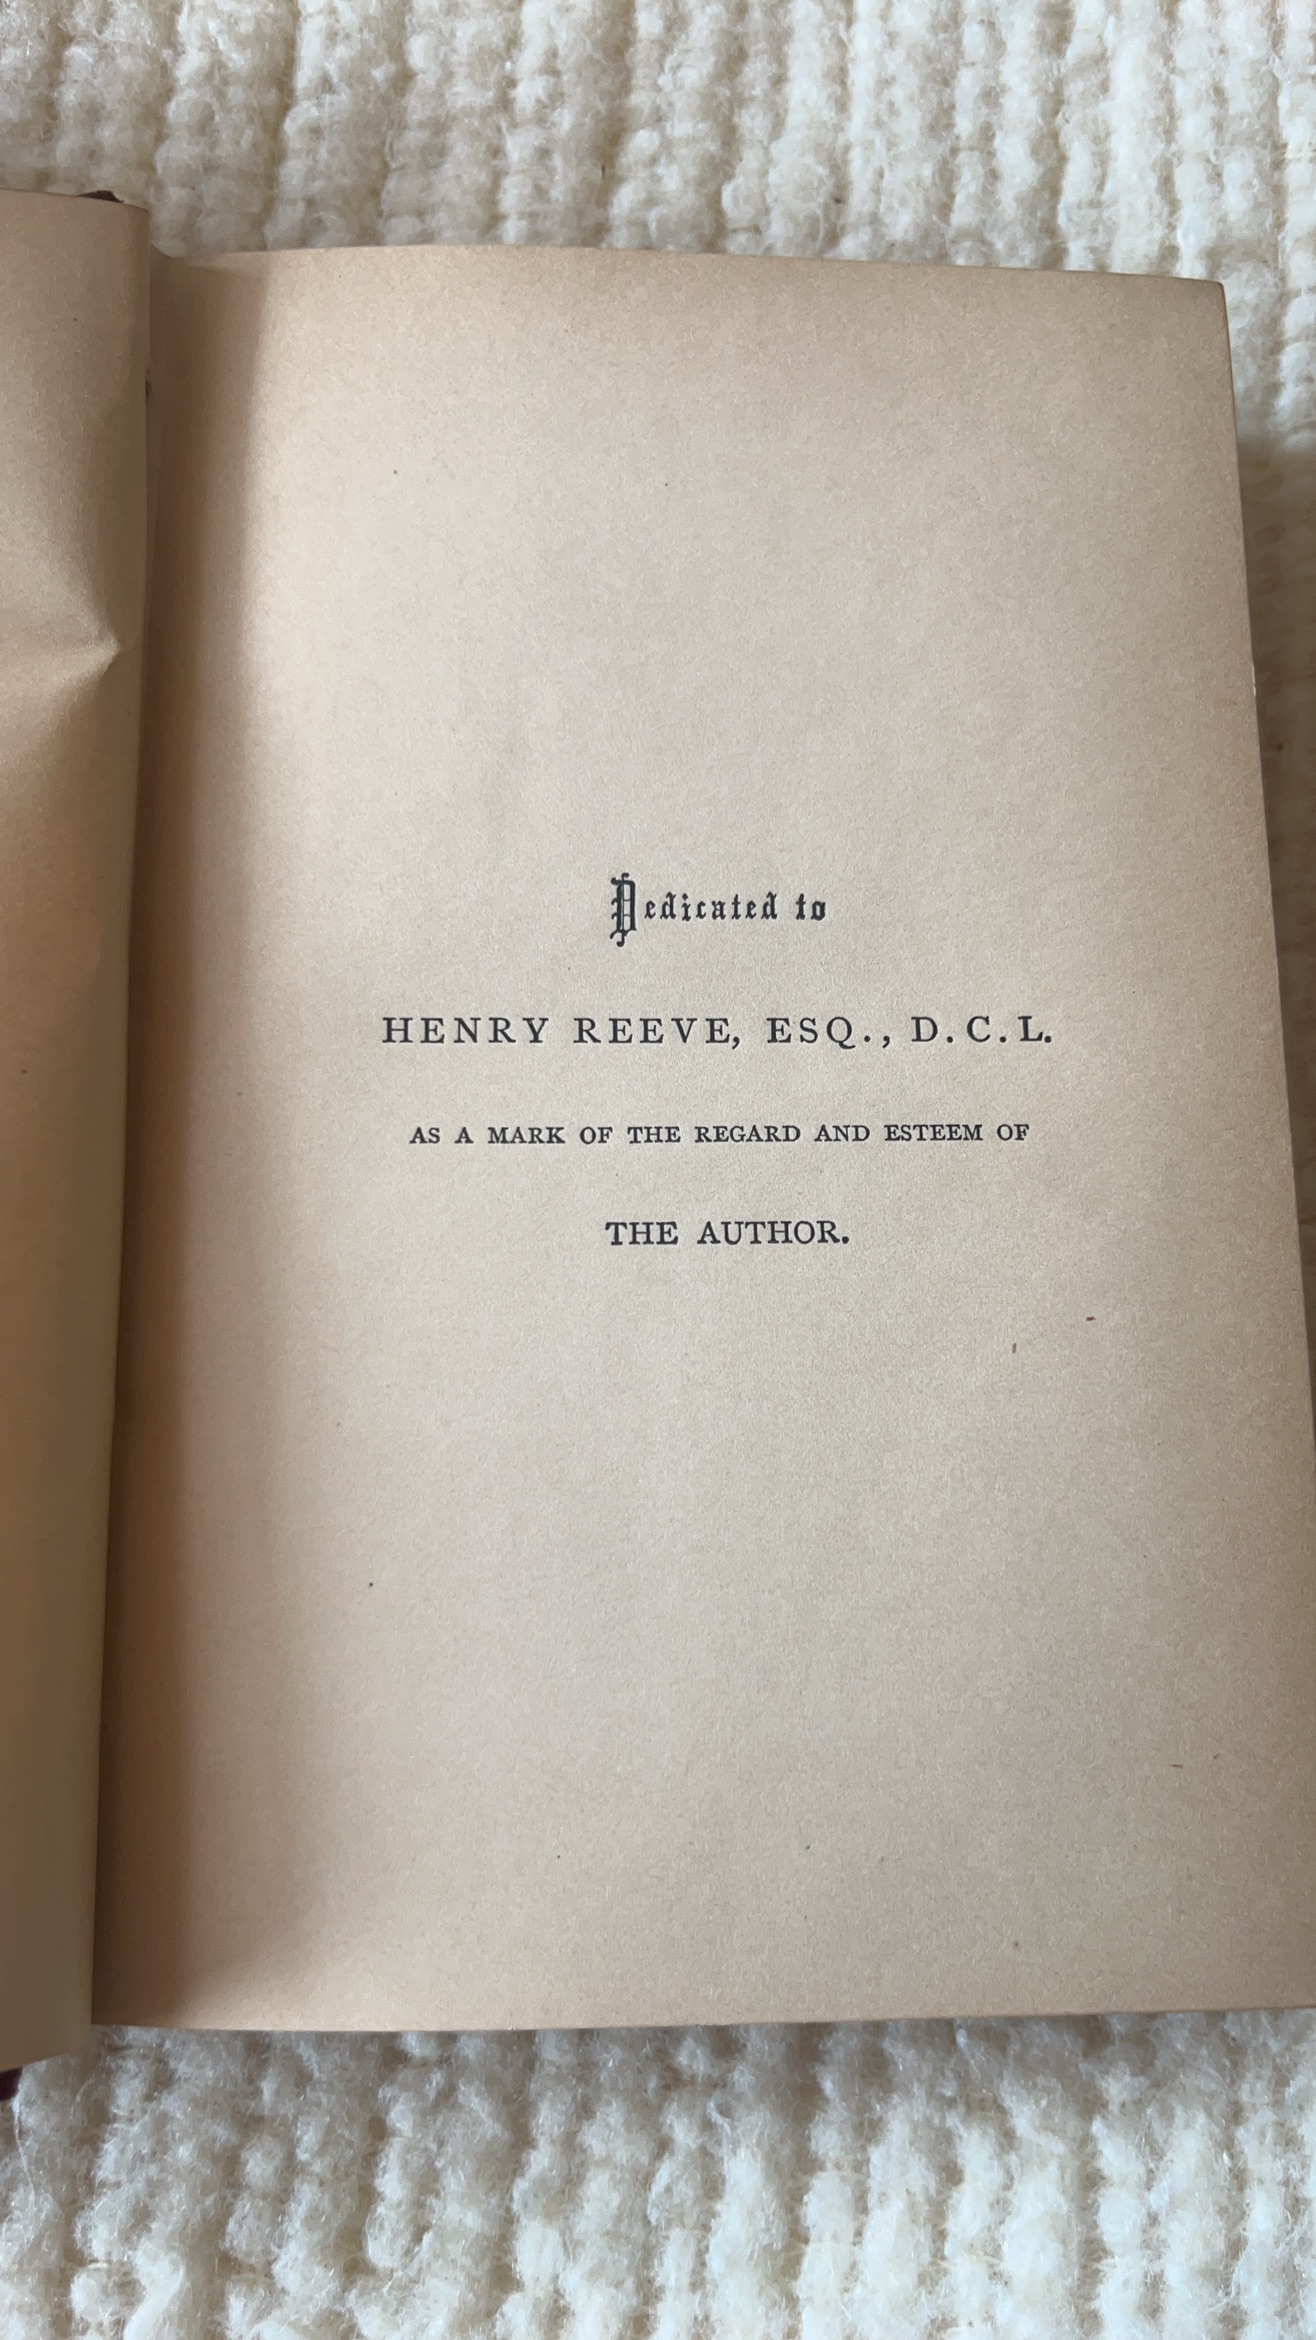 Dedicated to
HENRY REEVE, ESQ., D.C.L.
AS A MARK OF THE REGARD AND ESTEEM OF
THE AUTHOR.